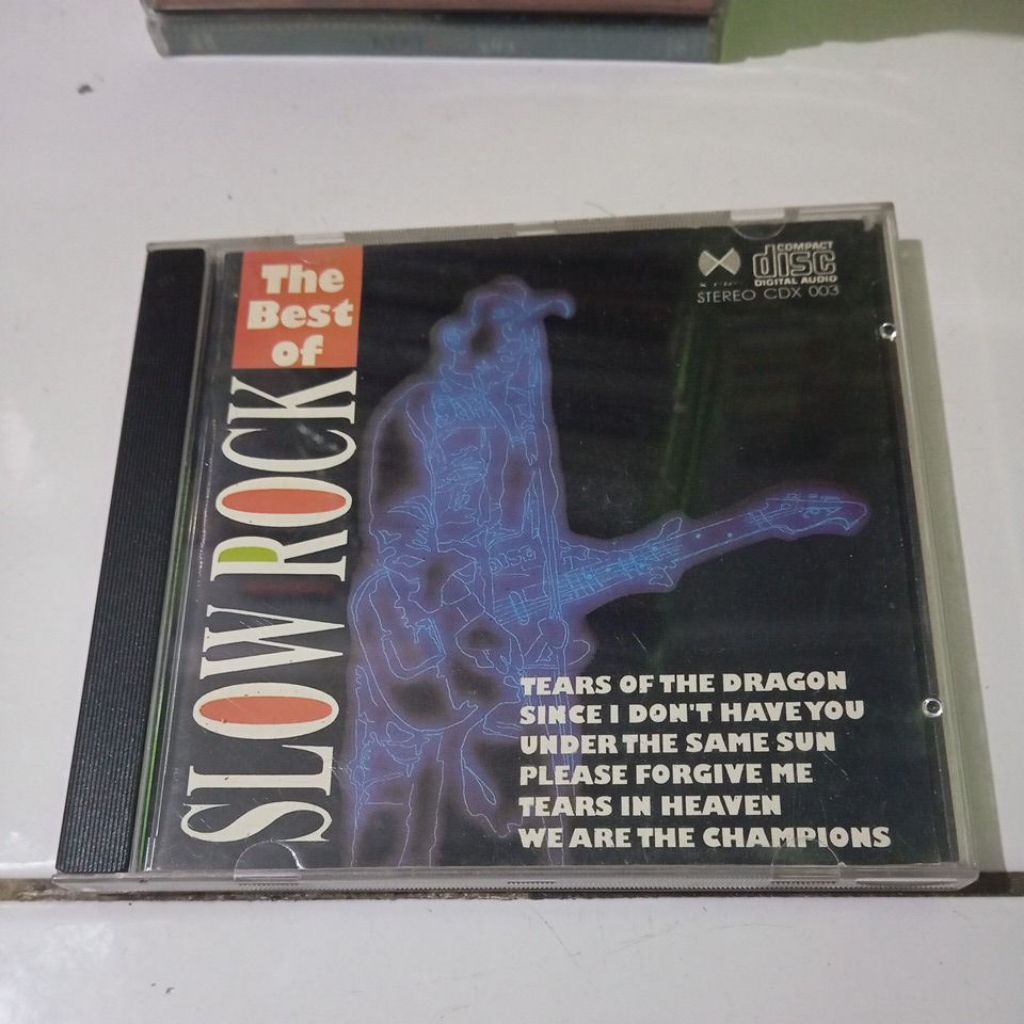 The
Best
of
SLOW ROCK
COMPACT
disc
DIGITAL AUDIO
STEREO CDX 003
TEARS OF THE DRAGON
SINCE I DON'T HAVE YOU
UNDER THE SAME SUN
PLEASE FORGIVE ME
TEARS IN HEAVEN
WE ARE THE CHAMPIONS